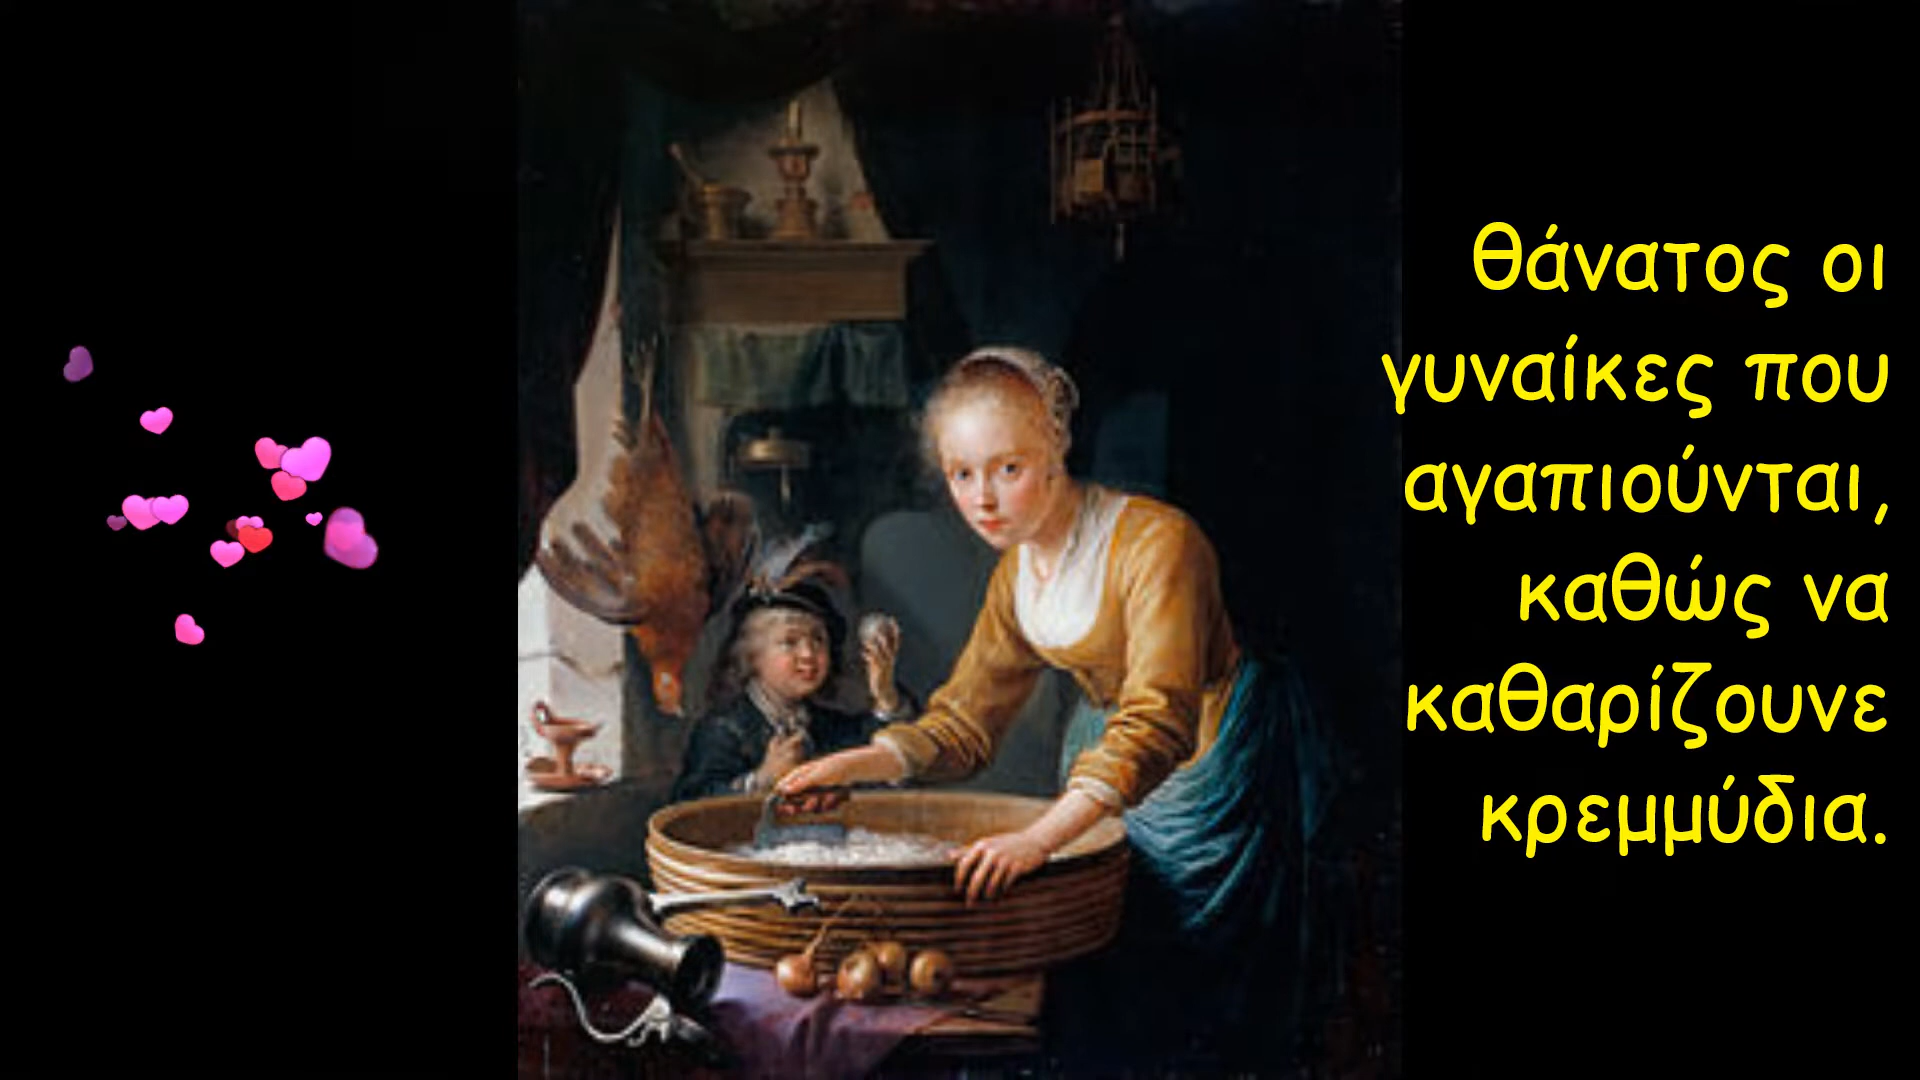 θάνατος οι
γυναίκες που
αγαπιούνται,
καθώς να
καθαρίζουνε
κρεμμύδια.